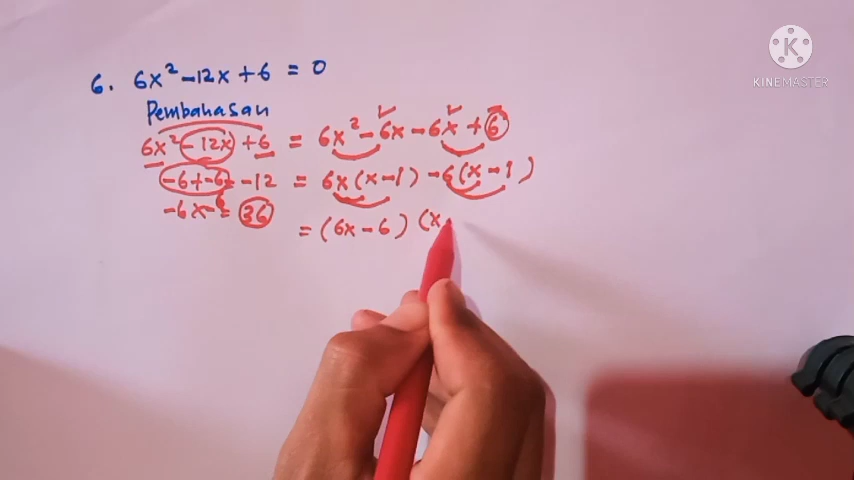 6. 6x² - 12x + 6 = 0
Pembahasan
6x² - 12x + 6 = 6x² - 6x - 6x + 6
-6 + -6 = -12 = 6x(x - 1) - 6(x - 1)
-6 x -6 = 36
= (6x - 6) (x
KINEMASTER